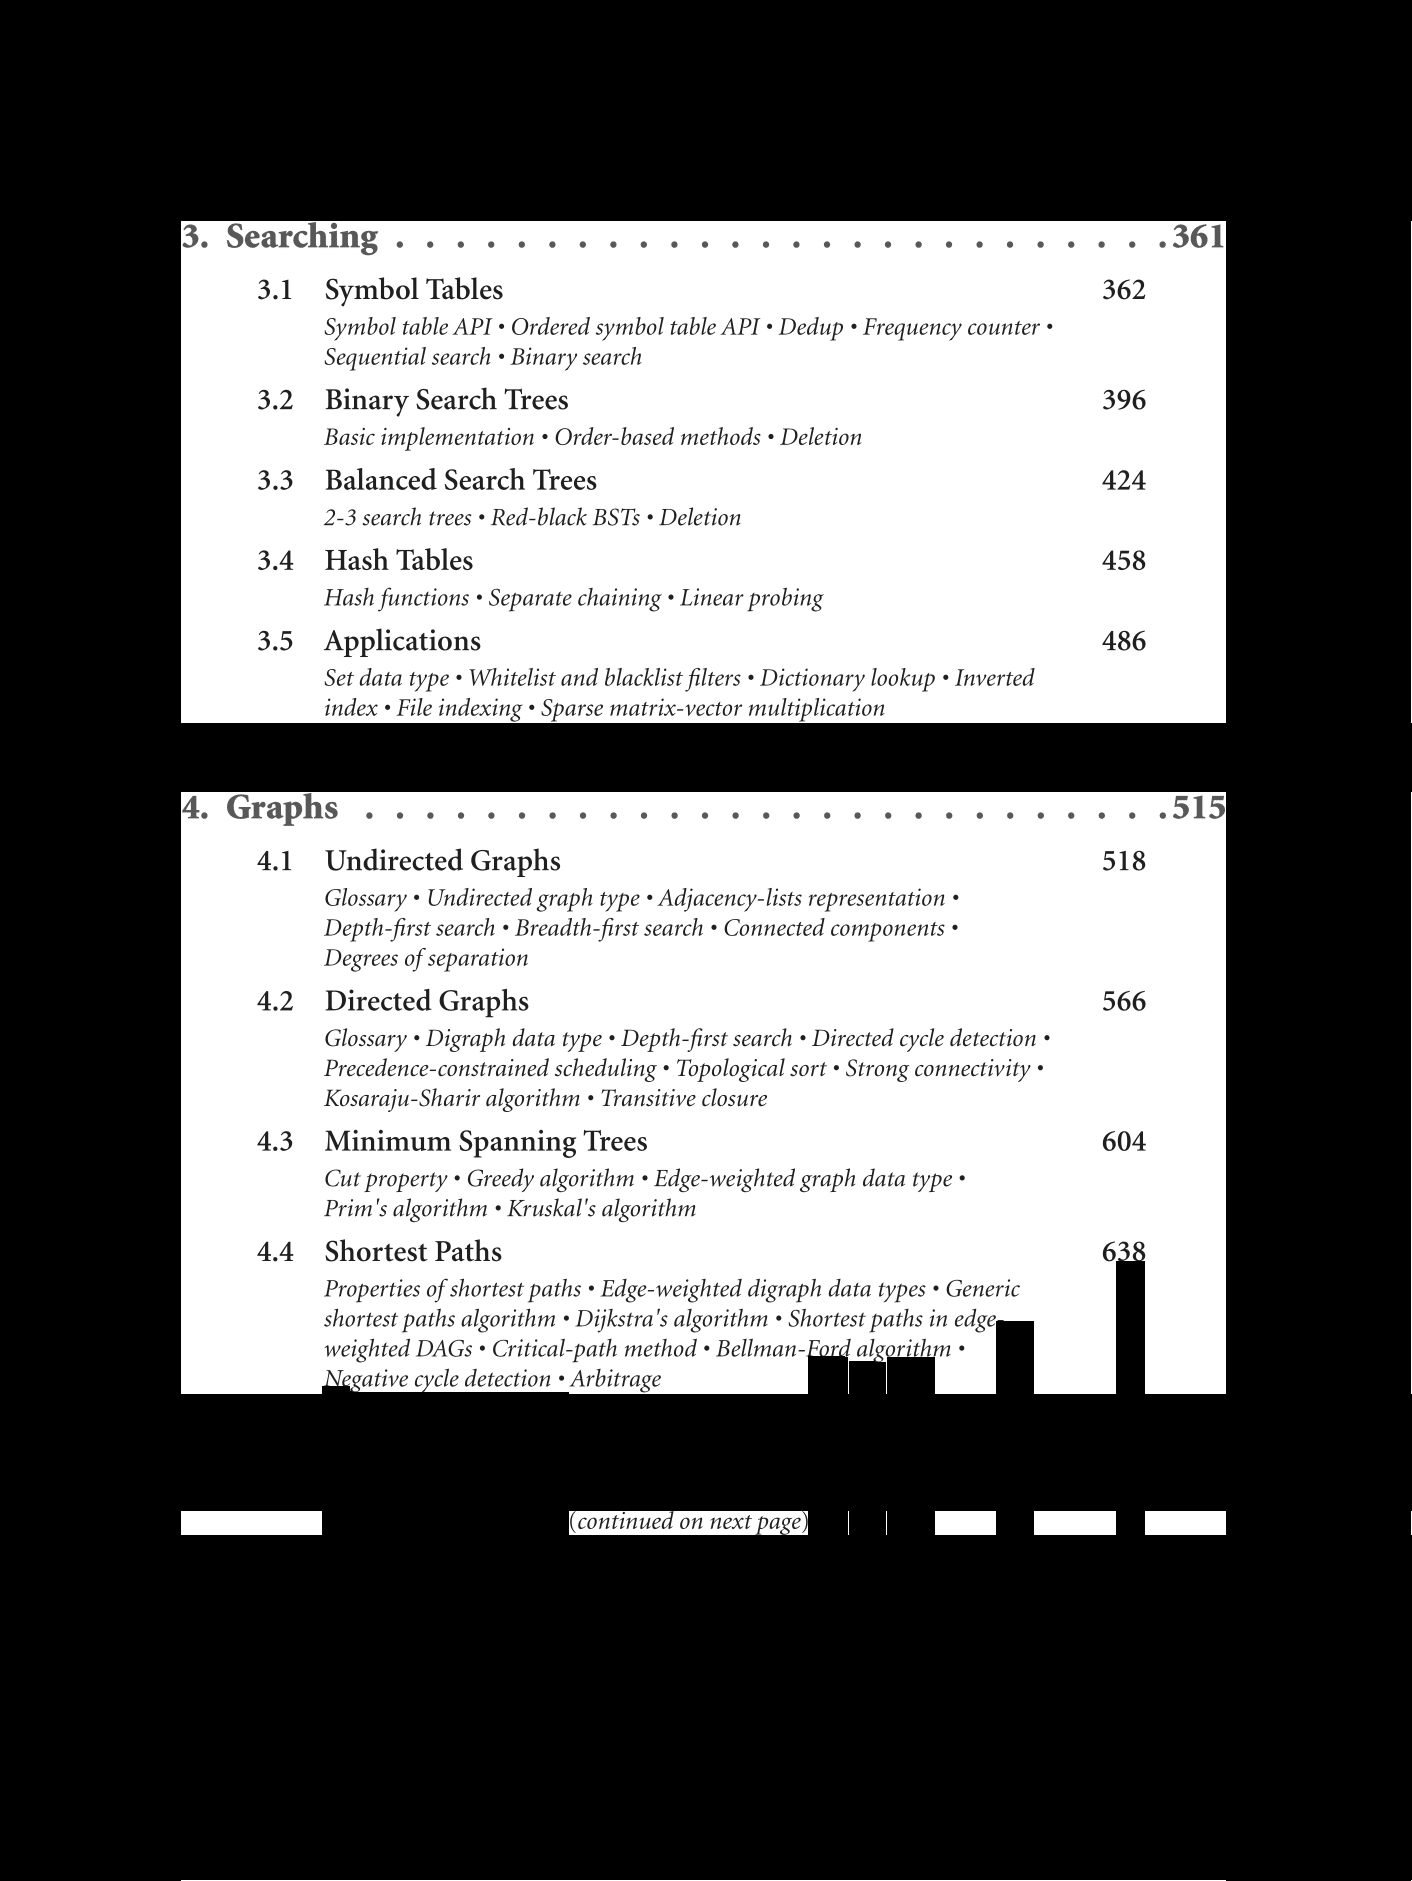 3. Searching . . . . . . . . . . . . . . . . . . . . . . . . . . 361
3.1 Symbol Tables 362
Symbol table API • Ordered symbol table API • Dedup • Frequency counter •
Sequential search • Binary search
3.2 Binary Search Trees 396
Basic implementation • Order-based methods • Deletion
3.3 Balanced Search Trees 424
2-3 search trees • Red-black BSTs • Deletion
3.4 Hash Tables 458
Hash functions • Separate chaining • Linear probing
3.5 Applications 486
Set data type • Whitelist and blacklist filters • Dictionary lookup • Inverted
index • File indexing • Sparse matrix-vector multiplication
4. Graphs . . . . . . . . . . . . . . . . . . . . . . . . . . . 515
4.1 Undirected Graphs 518
Glossary • Undirected graph type • Adjacency-lists representation •
Depth-first search • Breadth-first search • Connected components •
Degrees of separation
4.2 Directed Graphs 566
Glossary • Digraph data type • Depth-first search • Directed cycle detection •
Precedence-constrained scheduling • Topological sort • Strong connectivity •
Kosaraju-Sharir algorithm • Transitive closure
4.3 Minimum Spanning Trees 604
Cut property • Greedy algorithm • Edge-weighted graph data type •
Prim's algorithm • Kruskal's algorithm
4.4 Shortest Paths 638
Properties of shortest paths • Edge-weighted digraph data types • Generic
shortest paths algorithm • Dijkstra's algorithm • Shortest paths in edge-
weighted DAGs • Critical-path method • Bellman-Ford algorithm •
Negative cycle detection • Arbitrage
(continued on next page)